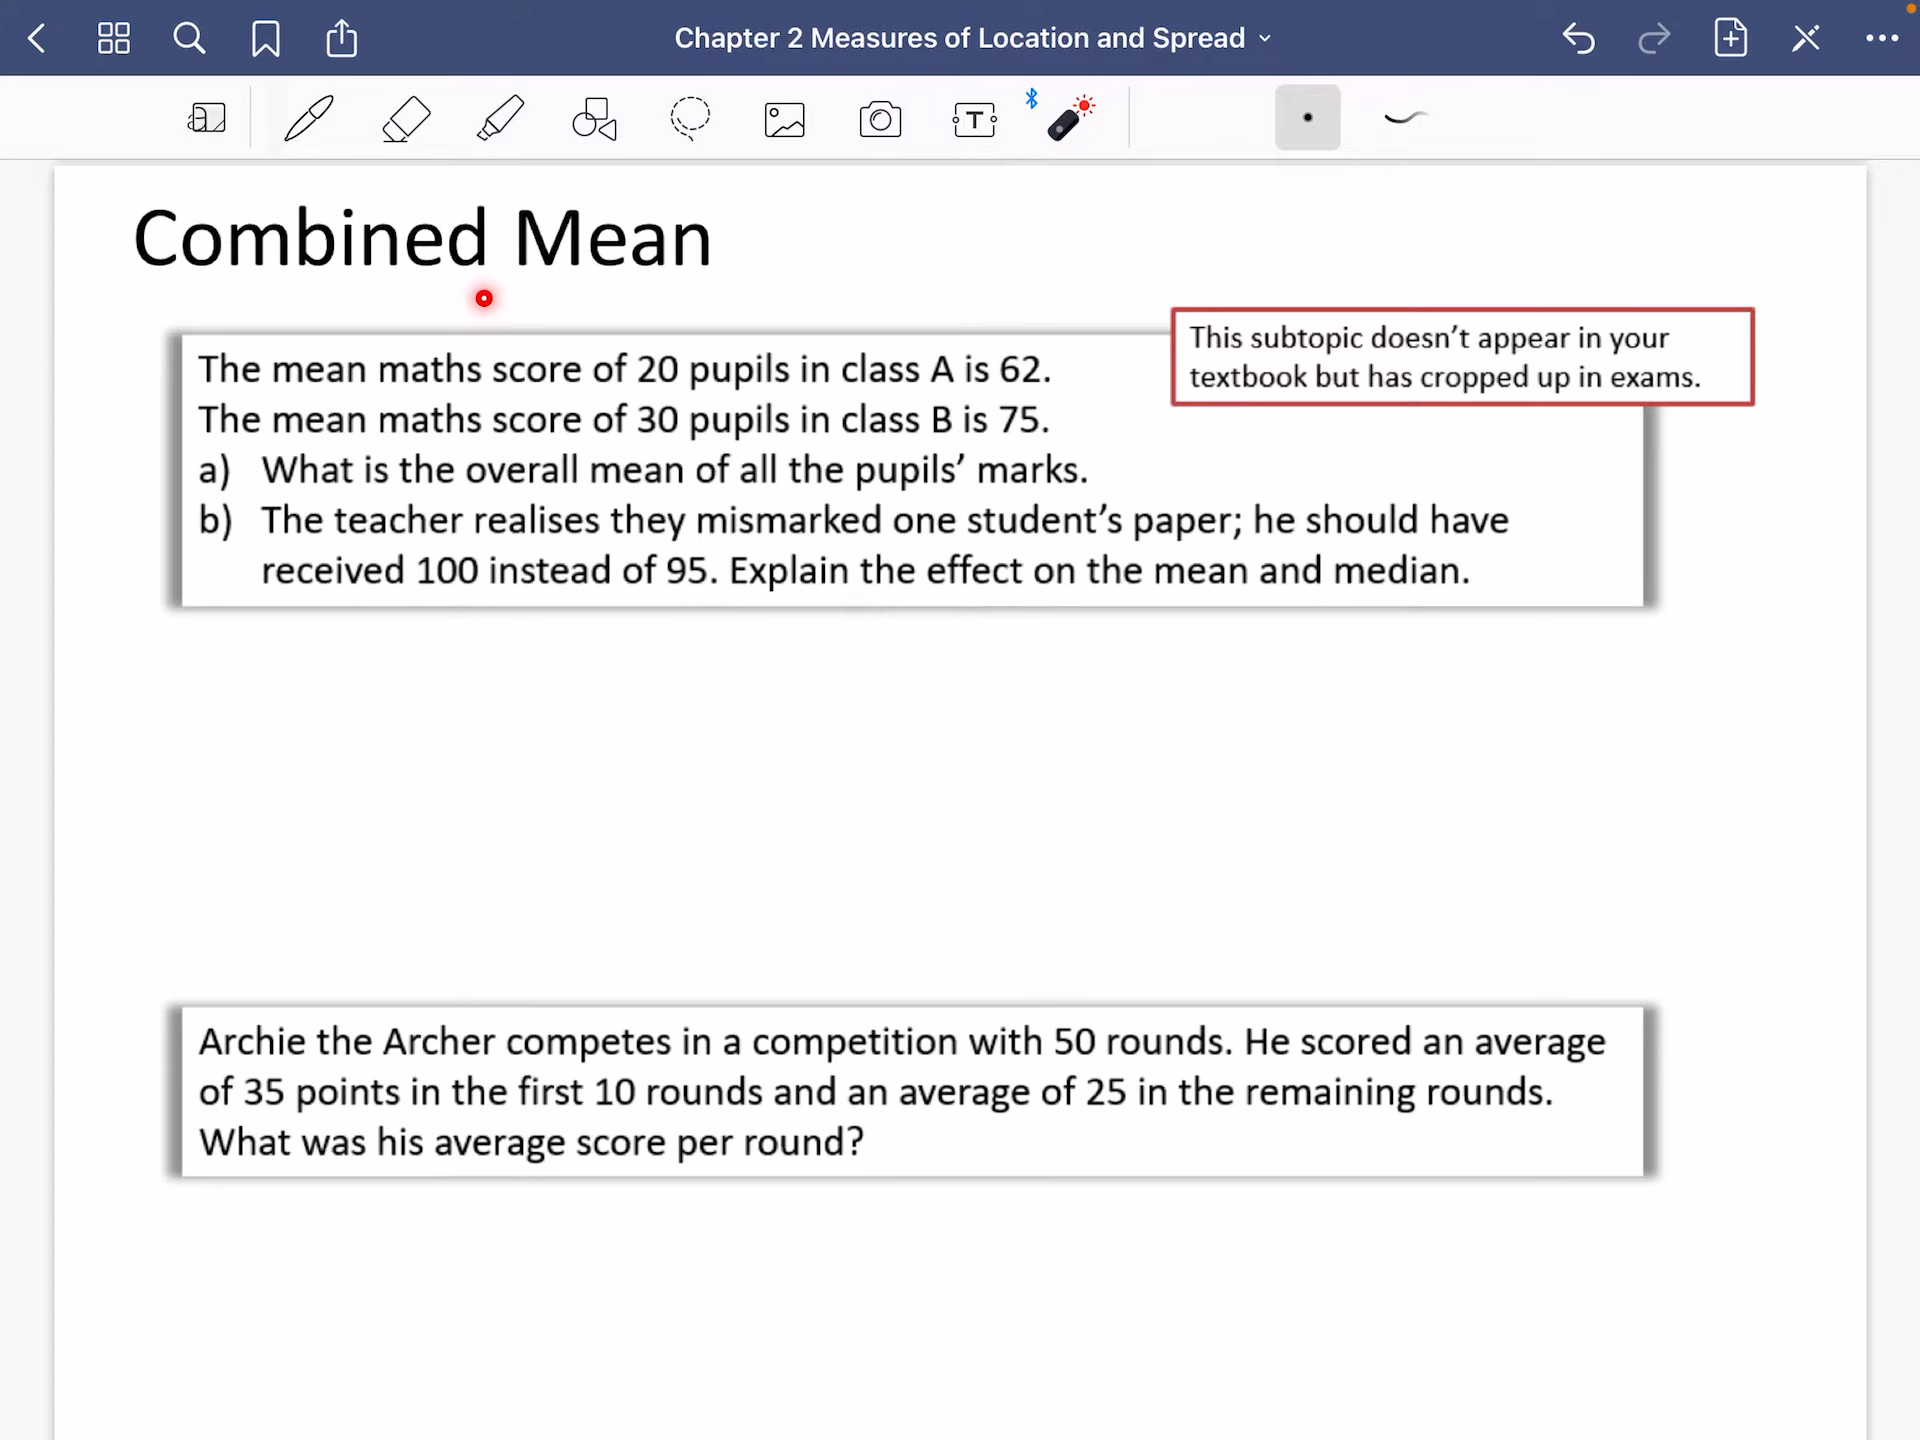 Chapter 2 Measures of Location and Spread
a
T
Combined Mean
This subtopic doesn't appear in your
textbook but has cropped up in exams.
The mean maths score of 20 pupils in class A is 62.
The mean maths score of 30 pupils in class B is 75.
a) What is the overall mean of all the pupils' marks.
b) The teacher realises they mismarked one student's paper; he should have
received 100 instead of 95. Explain the effect on the mean and median.
Archie the Archer competes in a competition with 50 rounds. He scored an average
of 35 points in the first 10 rounds and an average of 25 in the remaining rounds.
What was his average score per round?